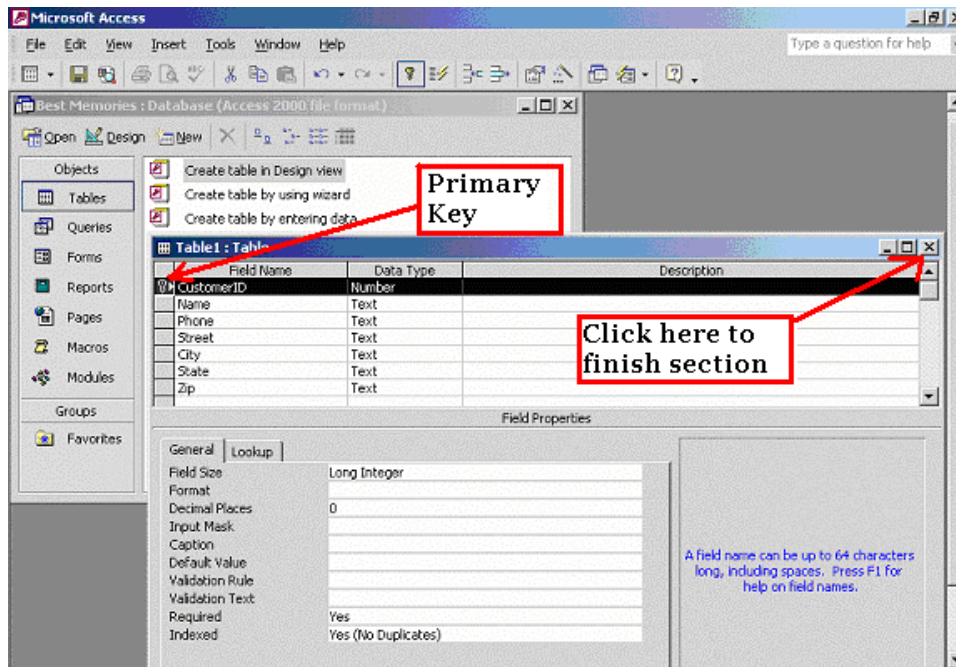 Microsoft Access
File Edit View Insert Tools Window Help
Type a question for help
Best Memories : Database (Access 2000 file format)
Open Design New
Objects
Tables
Queries
Forms
Reports
Pages
Macros
Modules
Groups
Favorites
Create table in Design view
Create table by using wizard
Create table by entering data
Primary
Key
Table1 : Table
Field Name Data Type Description
CustomerID Number
Name Text
Phone Text
Street Text
City Text
State Text
Zip Text
Click here to
finish section
Field Properties
General Lookup
Field Size Long Integer
Format
Decimal Places 0
Input Mask
Caption
Default Value
Validation Rule
Validation Text
Required Yes
Indexed Yes (No Duplicates)
A field name can be up to 64 characters
long, including spaces. Press F1 for
help on field names.